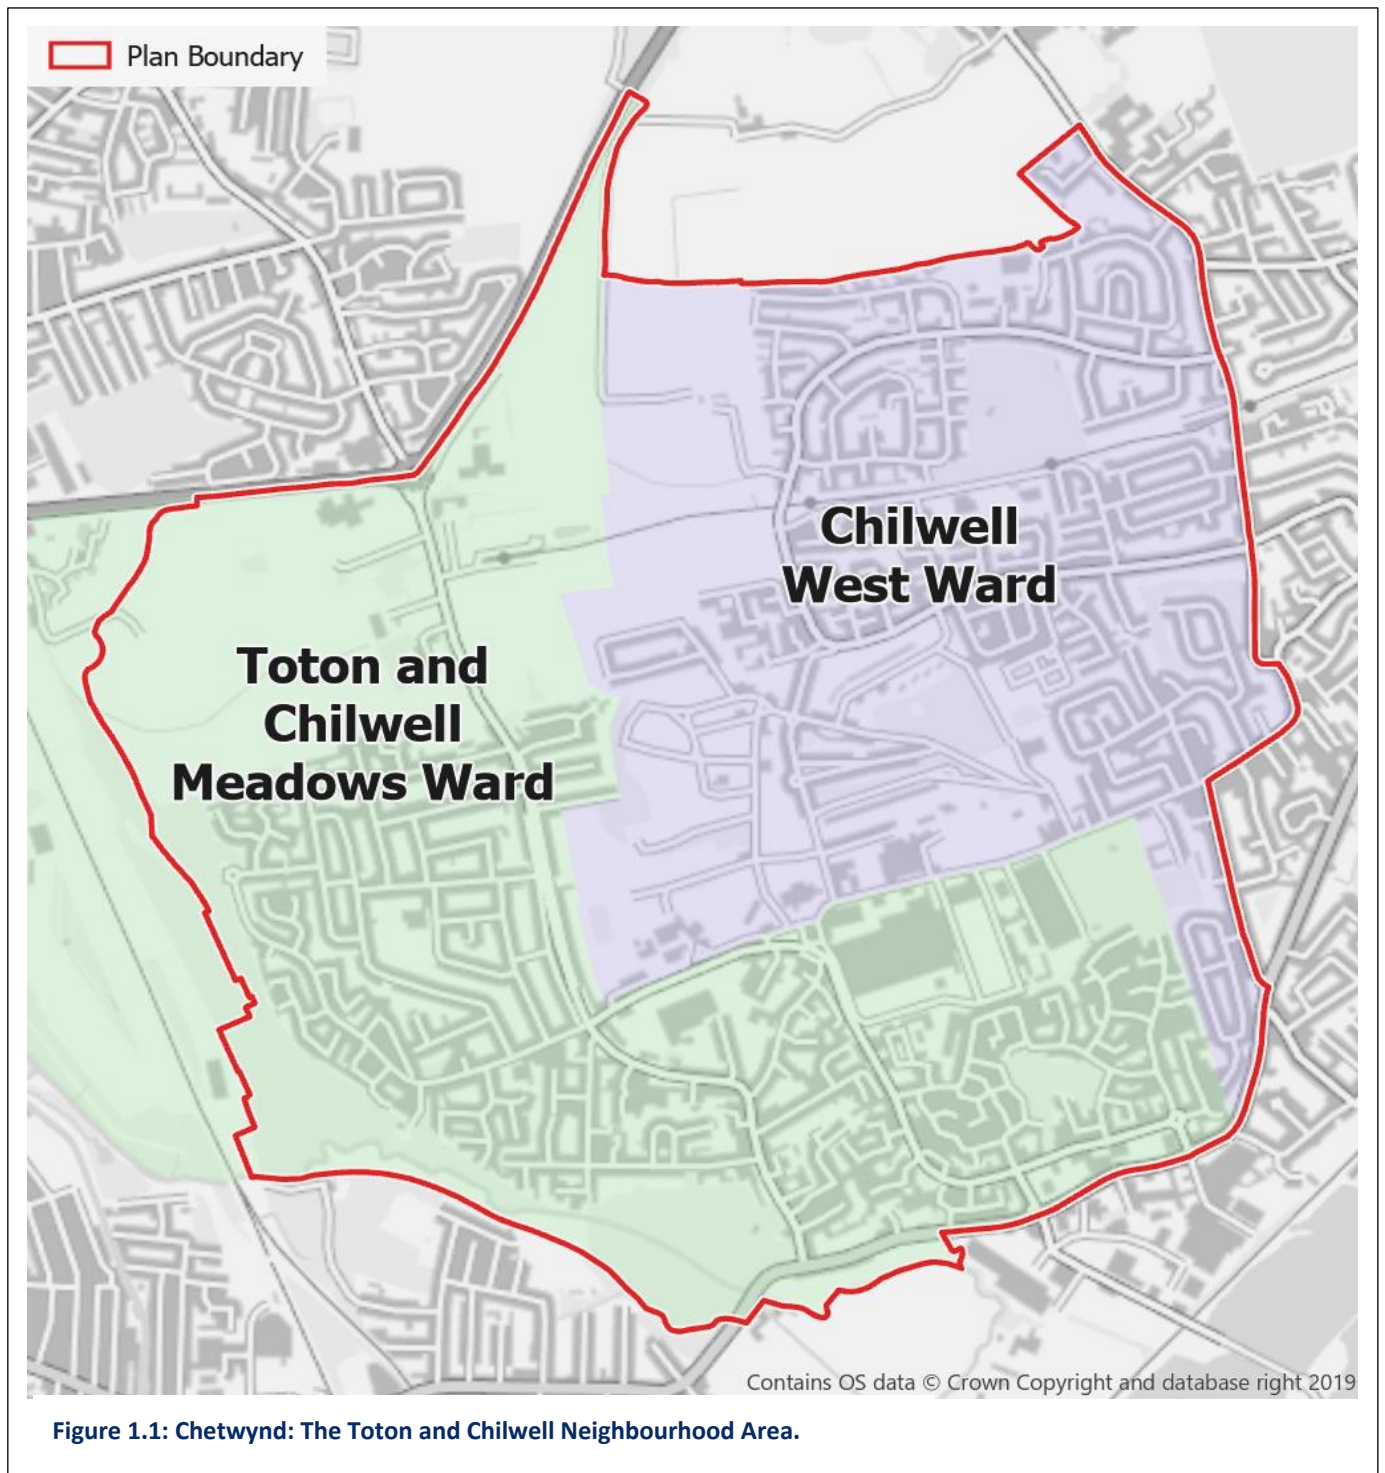 Plan Boundary
Chilwell
West Ward
Toton and
Chilwell
Meadows Ward
Contains OS data © Crown Copyright and database right 2019
Figure 1.1: Chetwynd: The Toton and Chilwell Neighbourhood Area.